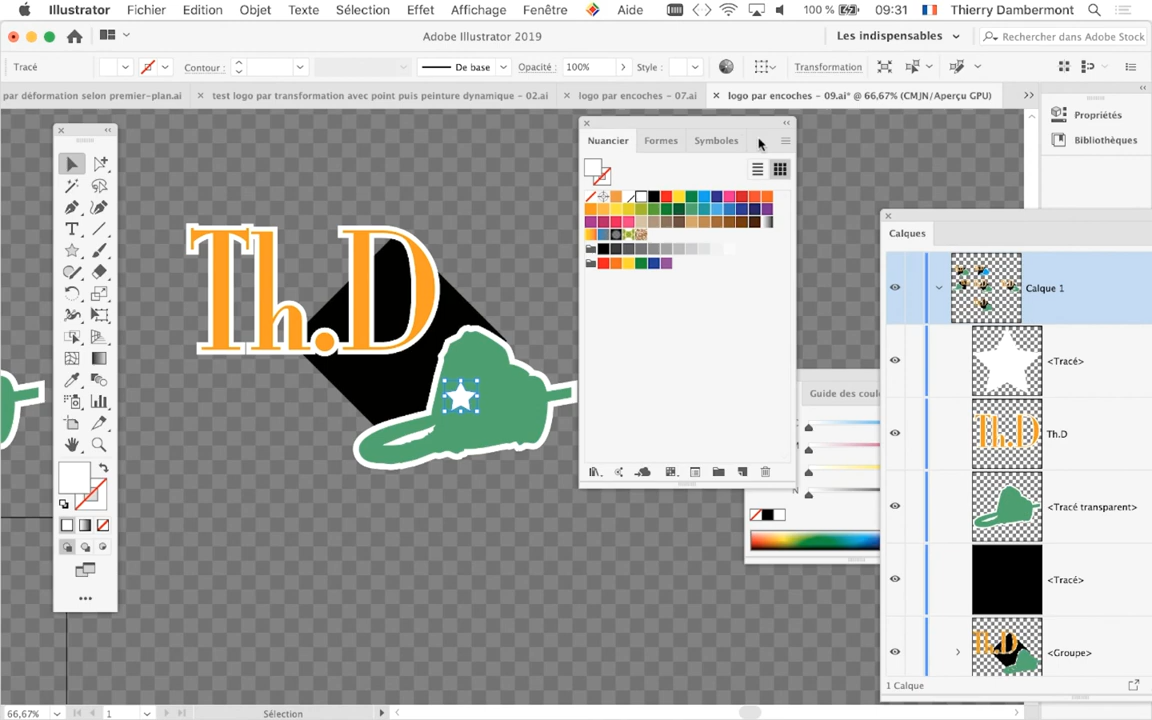 Illustrator Fichier Edition Objet Texte Sélection Effet Affichage Fenêtre Aide 100 % 09:31 Thierry Dambermont
Adobe Illustrator 2019 Les indispensables Rechercher dans Adobe Stock
Tracé Contour : De base Opacité : 100% Style : Transformation
par déformation selon premier-plan.ai × test logo par transformation avec point puis peinture dynamique - 02.ai × logo par encoches - 07.ai × logo par encoches - 09.ai* @ 66,67% (CMJN/Aperçu GPU)
Propriétés
Bibliothèques
Nuancier Formes Symboles
Calques
Calque 1
Th.D
<Tracé>
Guide des coul
Th.D
<Tracé transparent>
<Tracé>
<Groupe>
1 Calque
66,67% 1 Sélection